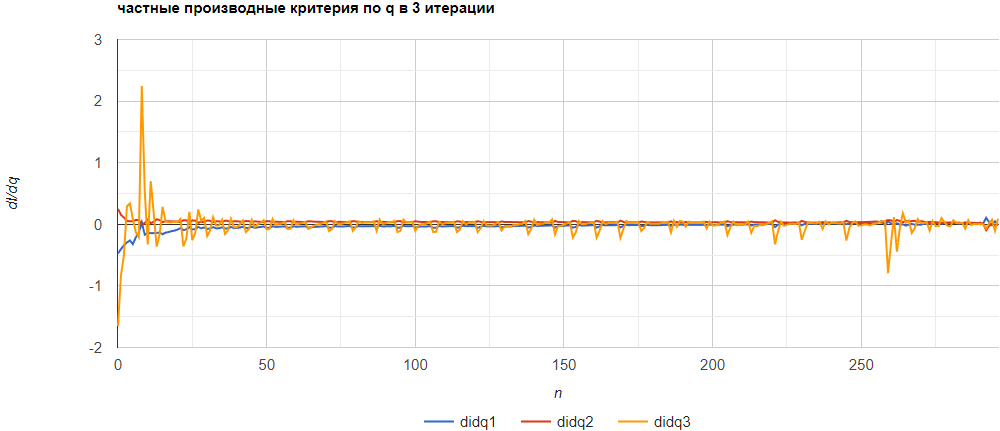 частные производные критерия по q в 3 итерации
3
2
1
0
-1
-2
dI/dq
0
50
100
150
200
250
n
didq1
didq2
didq3